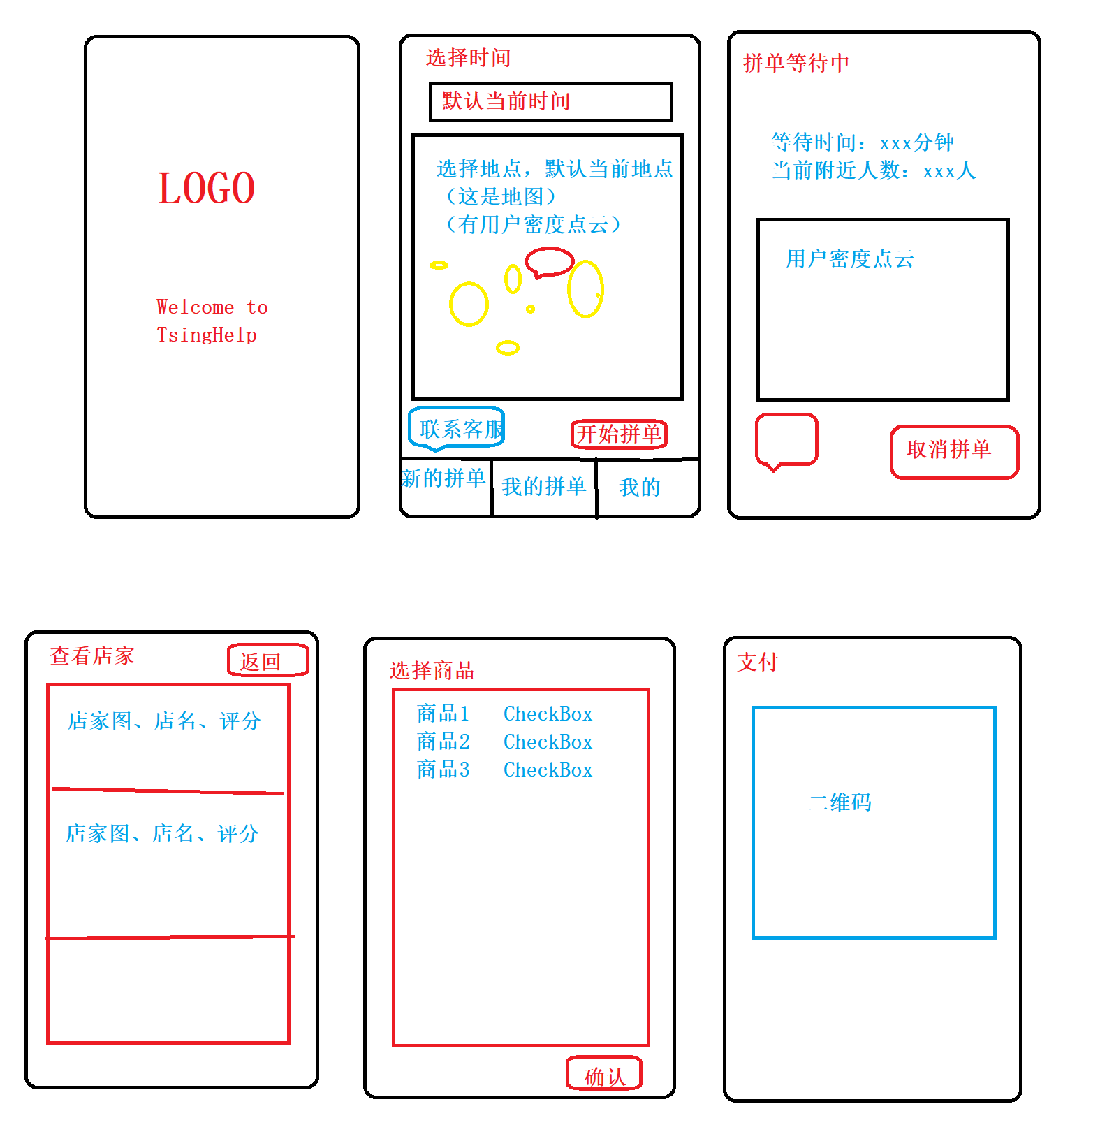 LOGO
Welcome to
TsingHelp
选择时间
默认当前时间
选择地点，默认当前地点
（这是地图）
（有用户密度点云）
联系客服
开始拼单
新的拼单
我的拼单
我的
拼单等待中
等待时间：xxx分钟
当前附近人数：xxx人
用户密度点云
取消拼单
查看店家
返回
店家图、店名、评分
店家图、店名、评分
选择商品
商品1 CheckBox
商品2 CheckBox
商品3 CheckBox
确认
支付
二维码